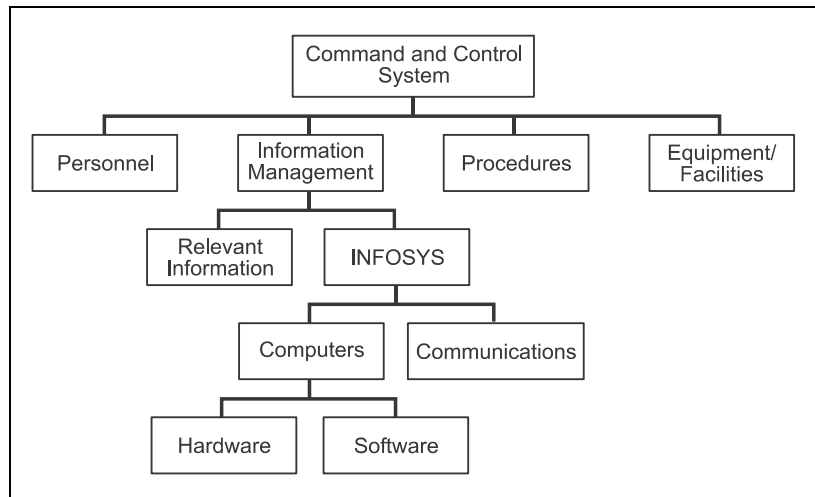 Command and Control
System
Personnel
Information
Management
Procedures
Equipment/
Facilities
Relevant
Information
INFOSYS
Computers
Communications
Hardware
Software